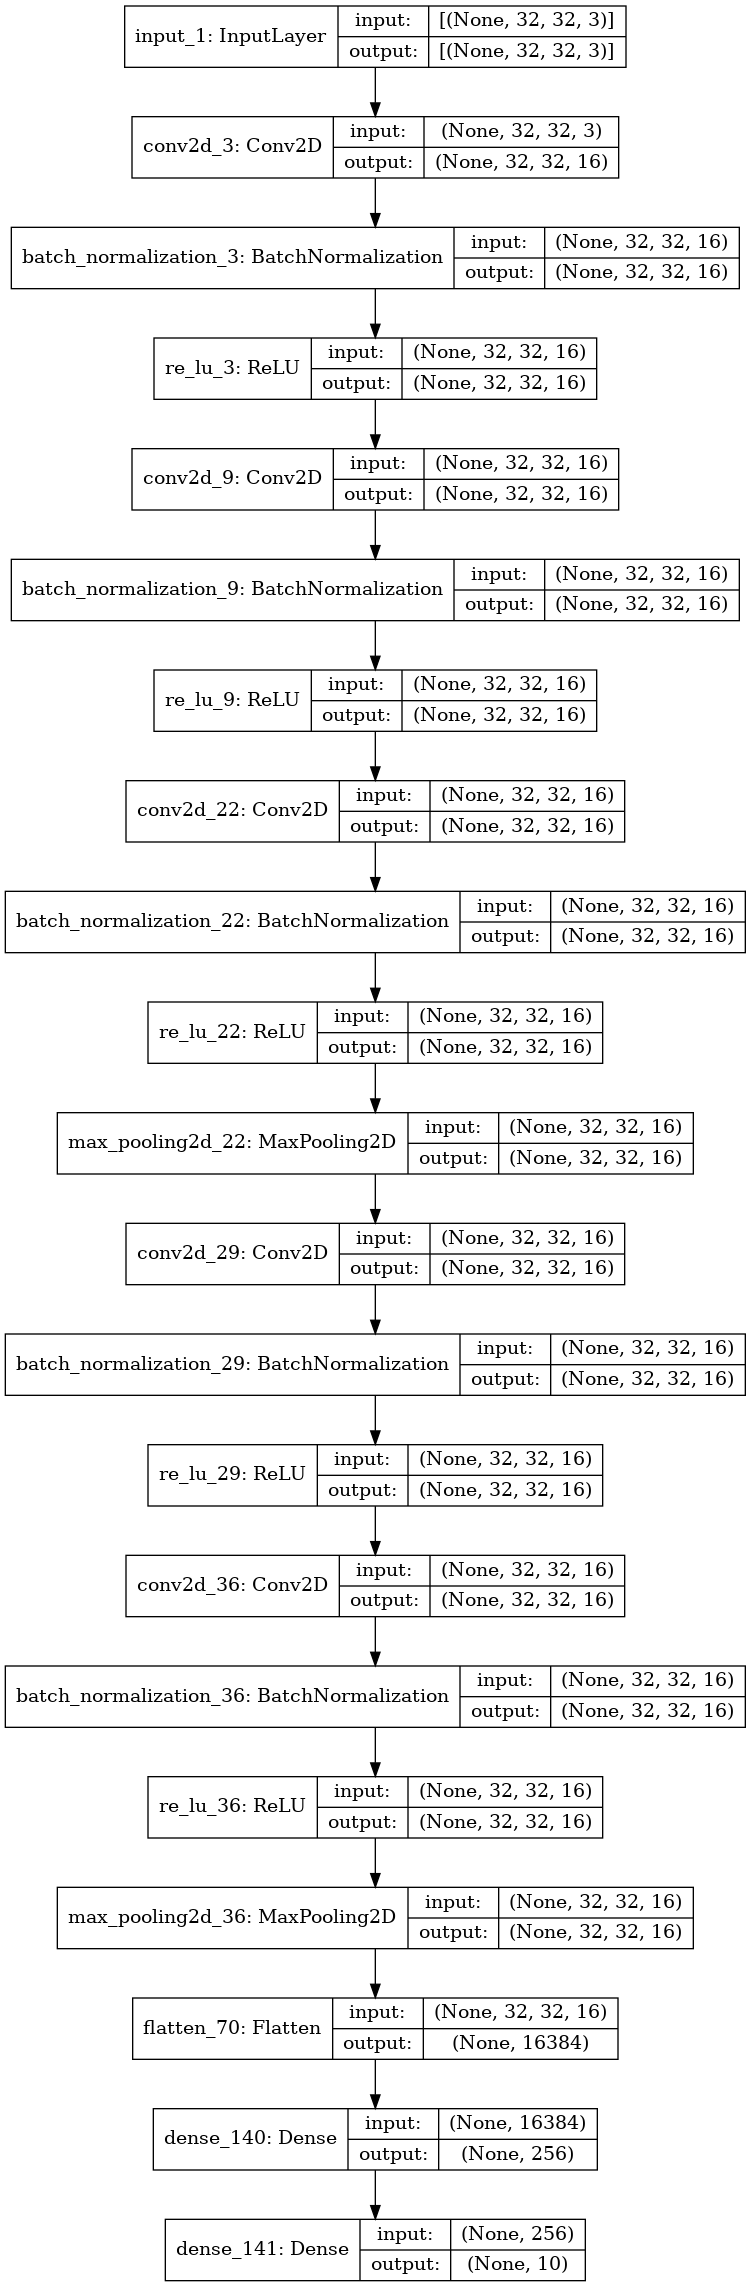 input_1: InputLayer
input: [(None, 32, 32, 3)]
output: [(None, 32, 32, 3)]
conv2d_3: Conv2D
input: (None, 32, 32, 3)
output: (None, 32, 32, 16)
batch_normalization_3: BatchNormalization
input: (None, 32, 32, 16)
output: (None, 32, 32, 16)
re_lu_3: ReLU
input: (None, 32, 32, 16)
output: (None, 32, 32, 16)
conv2d_9: Conv2D
input: (None, 32, 32, 16)
output: (None, 32, 32, 16)
batch_normalization_9: BatchNormalization
input: (None, 32, 32, 16)
output: (None, 32, 32, 16)
re_lu_9: ReLU
input: (None, 32, 32, 16)
output: (None, 32, 32, 16)
conv2d_22: Conv2D
input: (None, 32, 32, 16)
output: (None, 32, 32, 16)
batch_normalization_22: BatchNormalization
input: (None, 32, 32, 16)
output: (None, 32, 32, 16)
re_lu_22: ReLU
input: (None, 32, 32, 16)
output: (None, 32, 32, 16)
max_pooling2d_22: MaxPooling2D
input: (None, 32, 32, 16)
output: (None, 32, 32, 16)
conv2d_29: Conv2D
input: (None, 32, 32, 16)
output: (None, 32, 32, 16)
batch_normalization_29: BatchNormalization
input: (None, 32, 32, 16)
output: (None, 32, 32, 16)
re_lu_29: ReLU
input: (None, 32, 32, 16)
output: (None, 32, 32, 16)
conv2d_36: Conv2D
input: (None, 32, 32, 16)
output: (None, 32, 32, 16)
batch_normalization_36: BatchNormalization
input: (None, 32, 32, 16)
output: (None, 32, 32, 16)
re_lu_36: ReLU
input: (None, 32, 32, 16)
output: (None, 32, 32, 16)
max_pooling2d_36: MaxPooling2D
input: (None, 32, 32, 16)
output: (None, 32, 32, 16)
flatten_70: Flatten
input: (None, 32, 32, 16)
output: (None, 16384)
dense_140: Dense
input: (None, 16384)
output: (None, 256)
dense_141: Dense
input: (None, 256)
output: (None, 10)